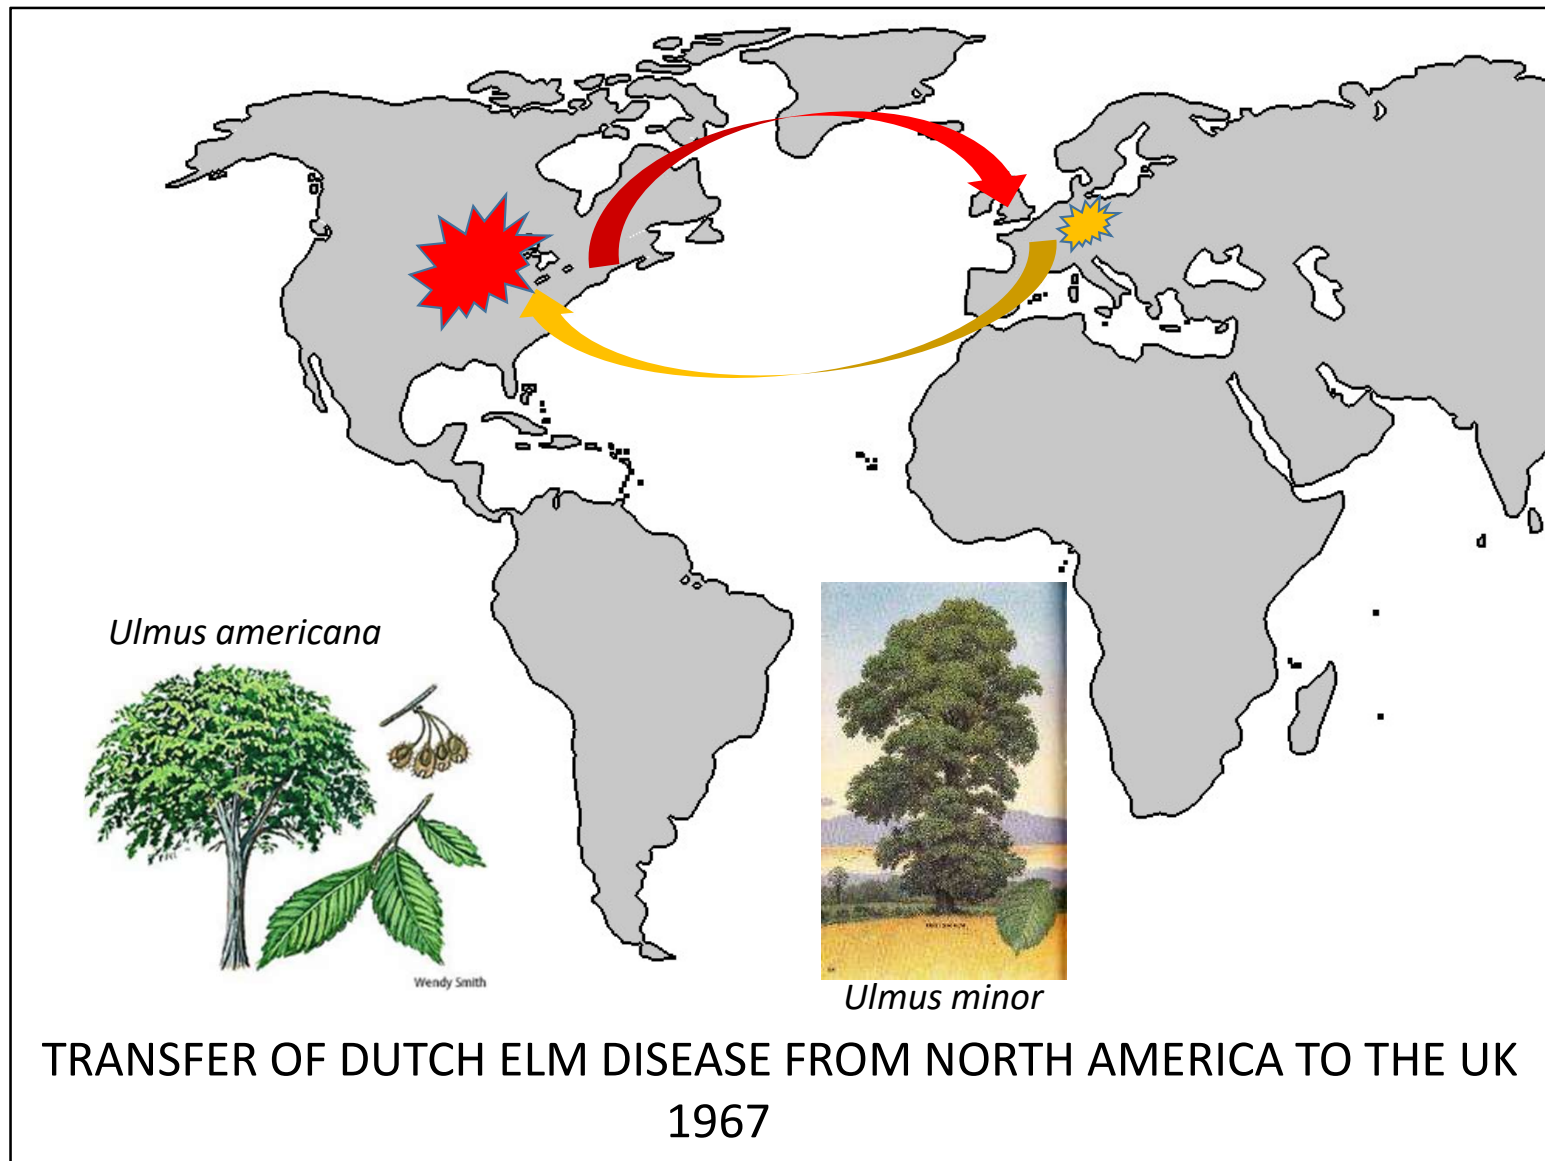 Ulmus americana
Wendy Smith
Ulmus minor
TRANSFER OF DUTCH ELM DISEASE FROM NORTH AMERICA TO THE UK
1967